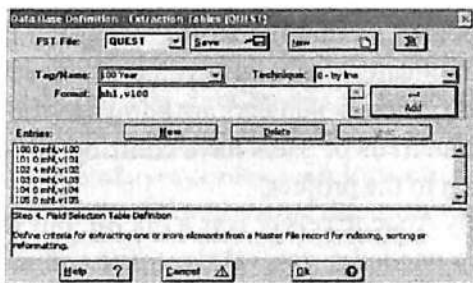 Data Base Definition - Extraction Tables (QUEST)
FST File: QUEST Save New
Tag/Name: 100 Year Technique: 0 - by line
Format: mhl,v100
Add
Entries: New Delete
100 0 mhl,v100
101 0 mhl,v101
102 4 mhl,v102
103 0 mhl,v103
104 0 mhl,v104
105 0 mhl,v105
Step 4. Field Selection Table Definition
Define criteria for extracting one or more elements from a Master File record for indexing, sorting or
reformatting.
Help ? Cancel Ok